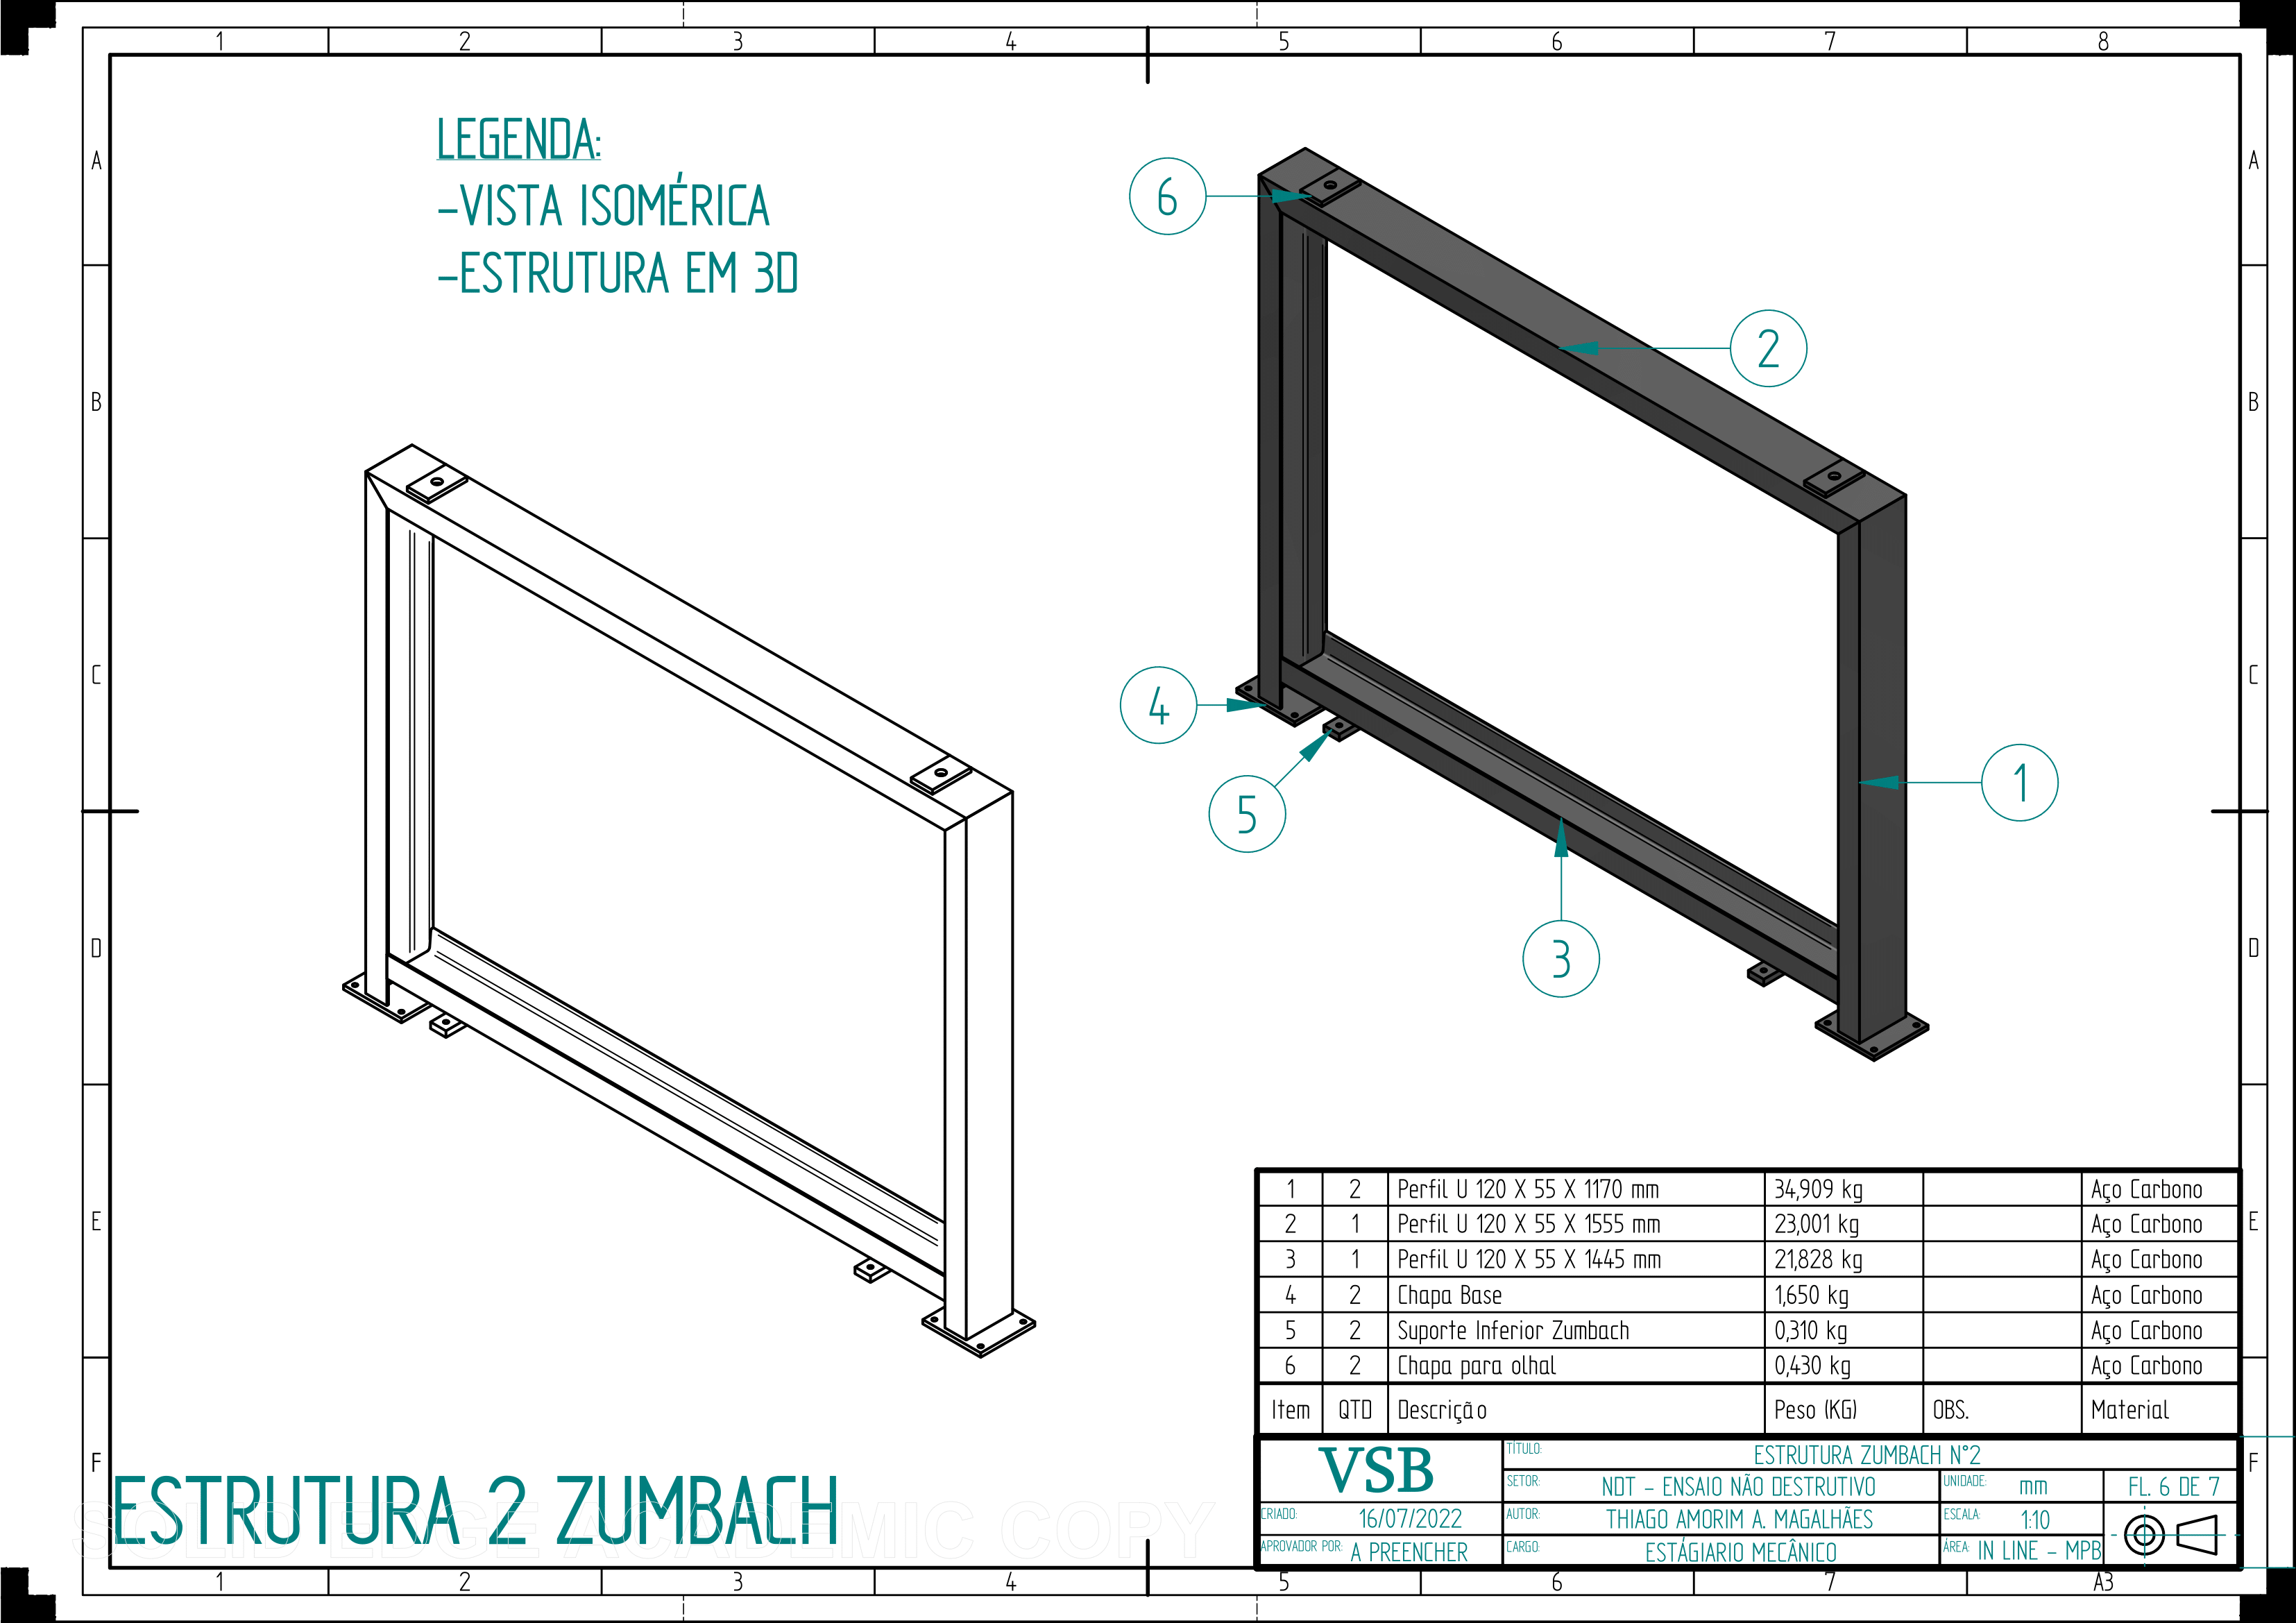 1 2 3 4 5 6 7 8
A A
B B
C C
D D
E E
F F
LEGENDA:
-VISTA ISOMÉRICA
-ESTRUTURA EM 3D
6
2
4
5
1
3
1 2 Perfil U 120 X 55 X 1170 mm 34,909 kg Aço Carbono
2 1 Perfil U 120 X 55 X 1555 mm 23,001 kg Aço Carbono
3 1 Perfil U 120 X 55 X 1445 mm 21,828 kg Aço Carbono
4 2 Chapa Base 1,650 kg Aço Carbono
5 2 Suporte Inferior Zumbach 0,310 kg Aço Carbono
6 2 Chapa para olhal 0,430 kg Aço Carbono
Item QTD Descrição Peso (KG) OBS. Material
VSB
TÍTULO: ESTRUTURA ZUMBACH N°2
SETOR: NDT - ENSAIO NÃO DESTRUTIVO UNIDADE: mm FL. 6 DE 7
CRIADO: 16/07/2022 AUTOR: THIAGO AMORIM A. MAGALHÃES ESCALA: 1:10
APROVADOR POR: A PREENCHER CARGO: ESTÁGIARIO MECÂNICO ÁREA: IN LINE - MPB
ESTRUTURA 2 ZUMBACH
SOLID EDGE ACADEMIC COPY
1 2 3 4 5 6 7 A3